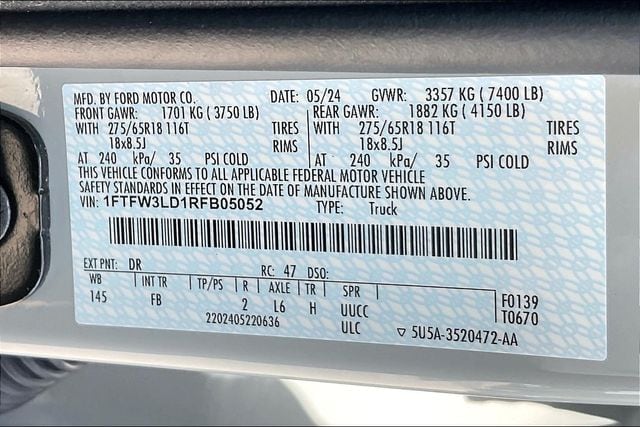 MFD. BY FORD MOTOR CO. DATE: 05/24 GVWR: 3357 KG ( 7400 LB)
FRONT GAWR: 1701 KG ( 3750 LB) REAR GAWR: 1882 KG ( 4150 LB)
WITH 275/65R18 116T TIRES WITH 275/65R18 116T TIRES
18x8.5J RIMS 18x8.5J RIMS
AT 240 kPa/ 35 PSI COLD AT 240 kPa/ 35 PSI COLD
THIS VEHICLE CONFORMS TO ALL APPLICABLE FEDERAL MOTOR VEHICLE
SAFETY STANDARDS IN EFFECT ON THE DATE OF MANUFACTURE SHOWN ABOVE.
VIN: 1FTFW3LD1RFB05052 TYPE: Truck
EXT PNT: DR RC: 47 DSO:
WB INT TR TP/PS R AXLE TR SPR F0139
145 FB 2 L6 H UUCC T0670
2202405220636 ULC 5U5A-3520472-AA